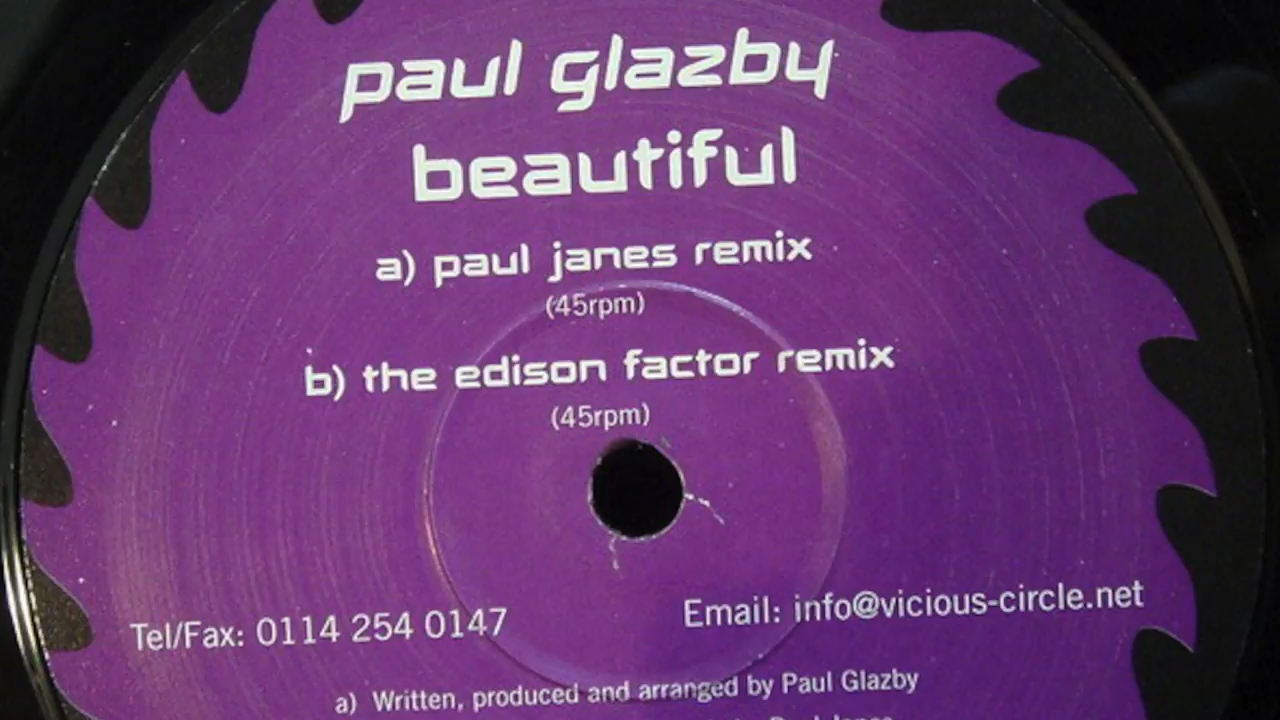 paul glazby
beautiful
a) paul janes remix
(45rpm)
b) the edison factor remix
(45rpm)
Tel/Fax: 0114 254 0147
Email: info@vicious-circle.net
a) Written, produced and arranged by Paul Glazby